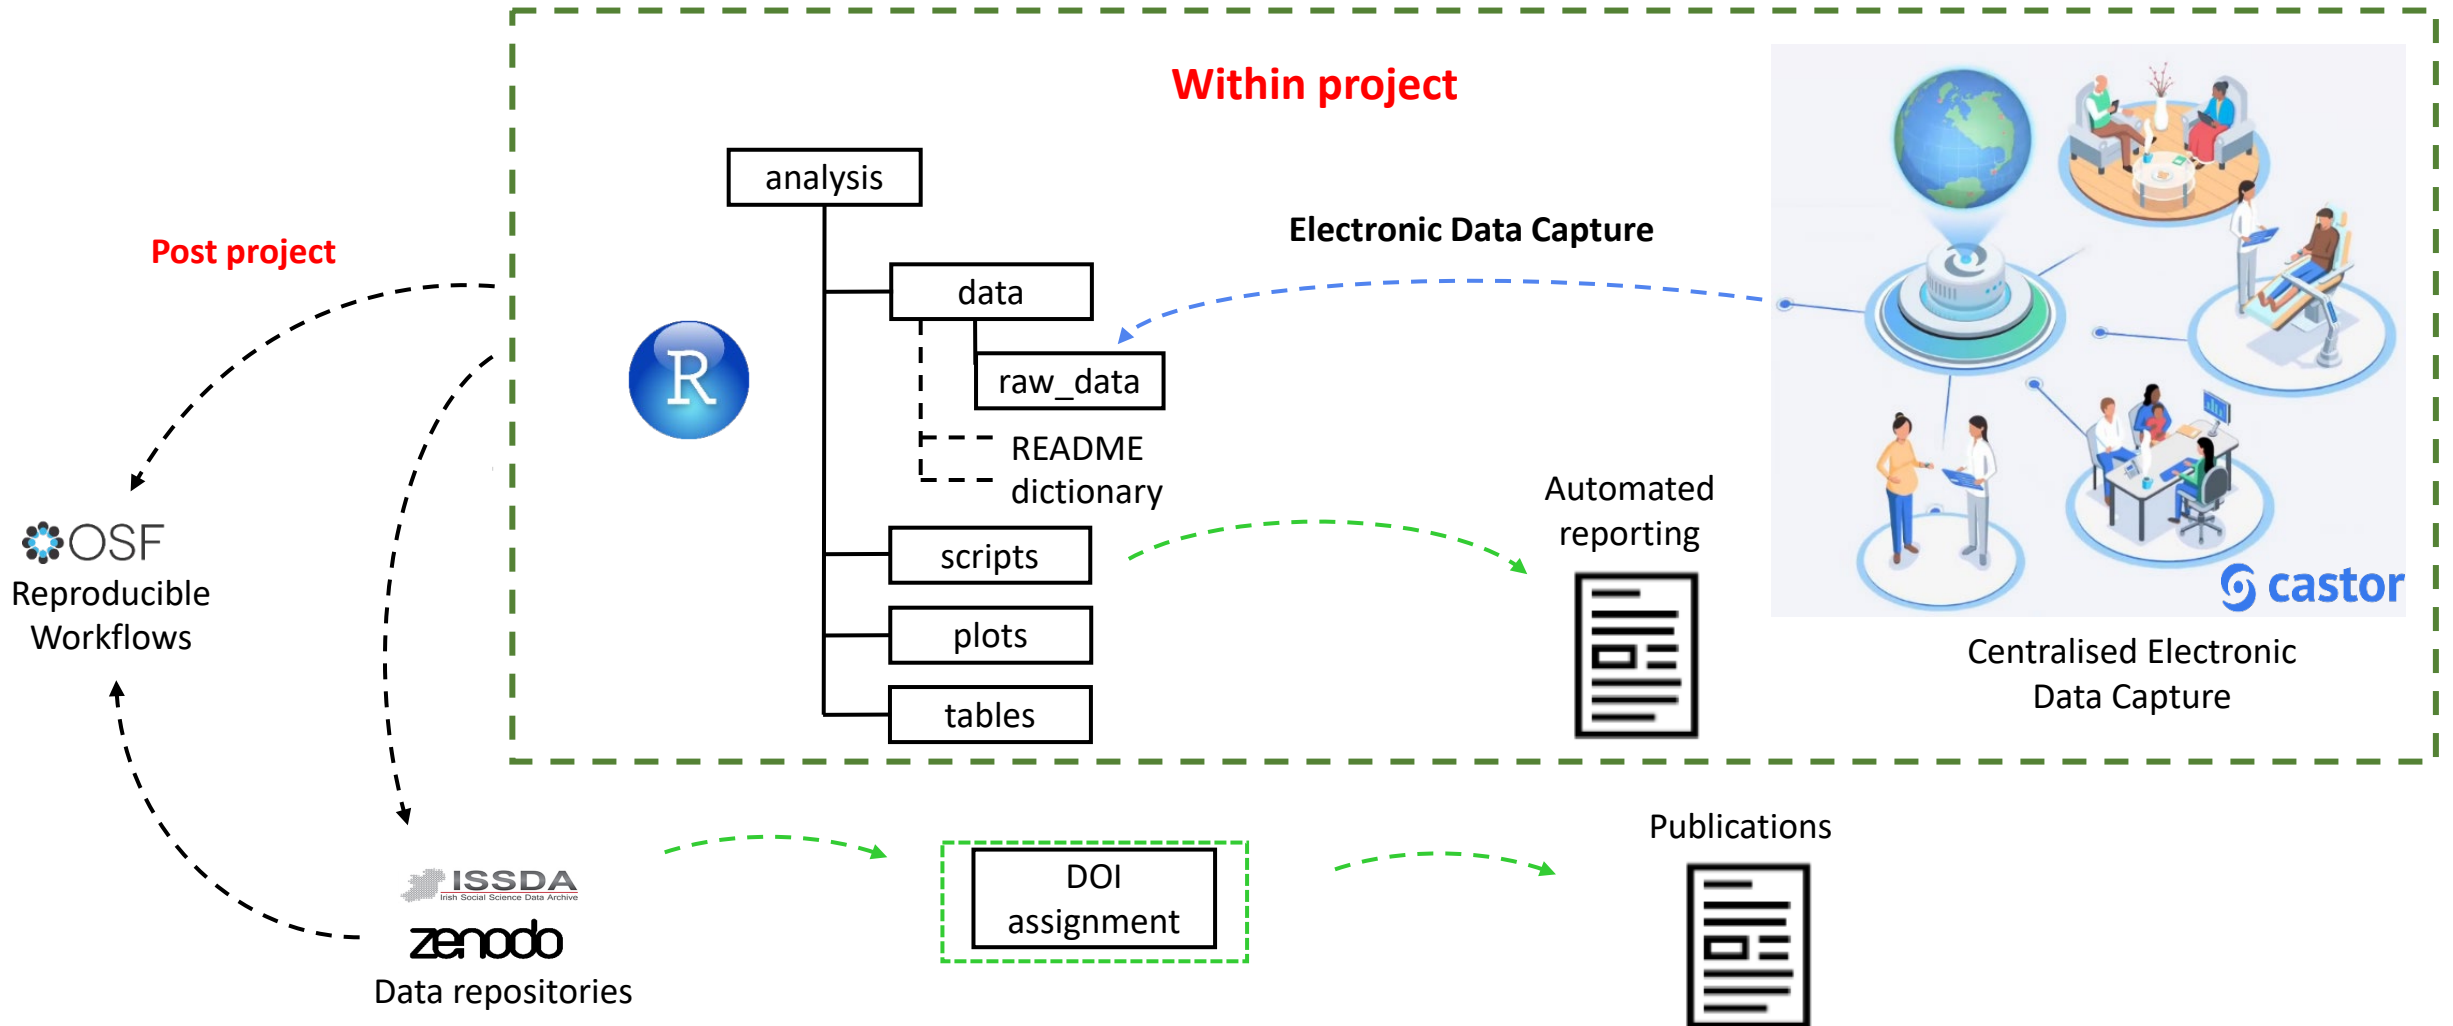 Within project
analysis
Electronic Data Capture
Post project
data
R
raw_data
README
dictionary
Automated
reporting
OSF
Reproducible
Workflows
scripts
plots
tables
castor
Centralised Electronic
Data Capture
Publications
ISSDA
Irish Social Science Data Archive
zenodo
Data repositories
DOI
assignment